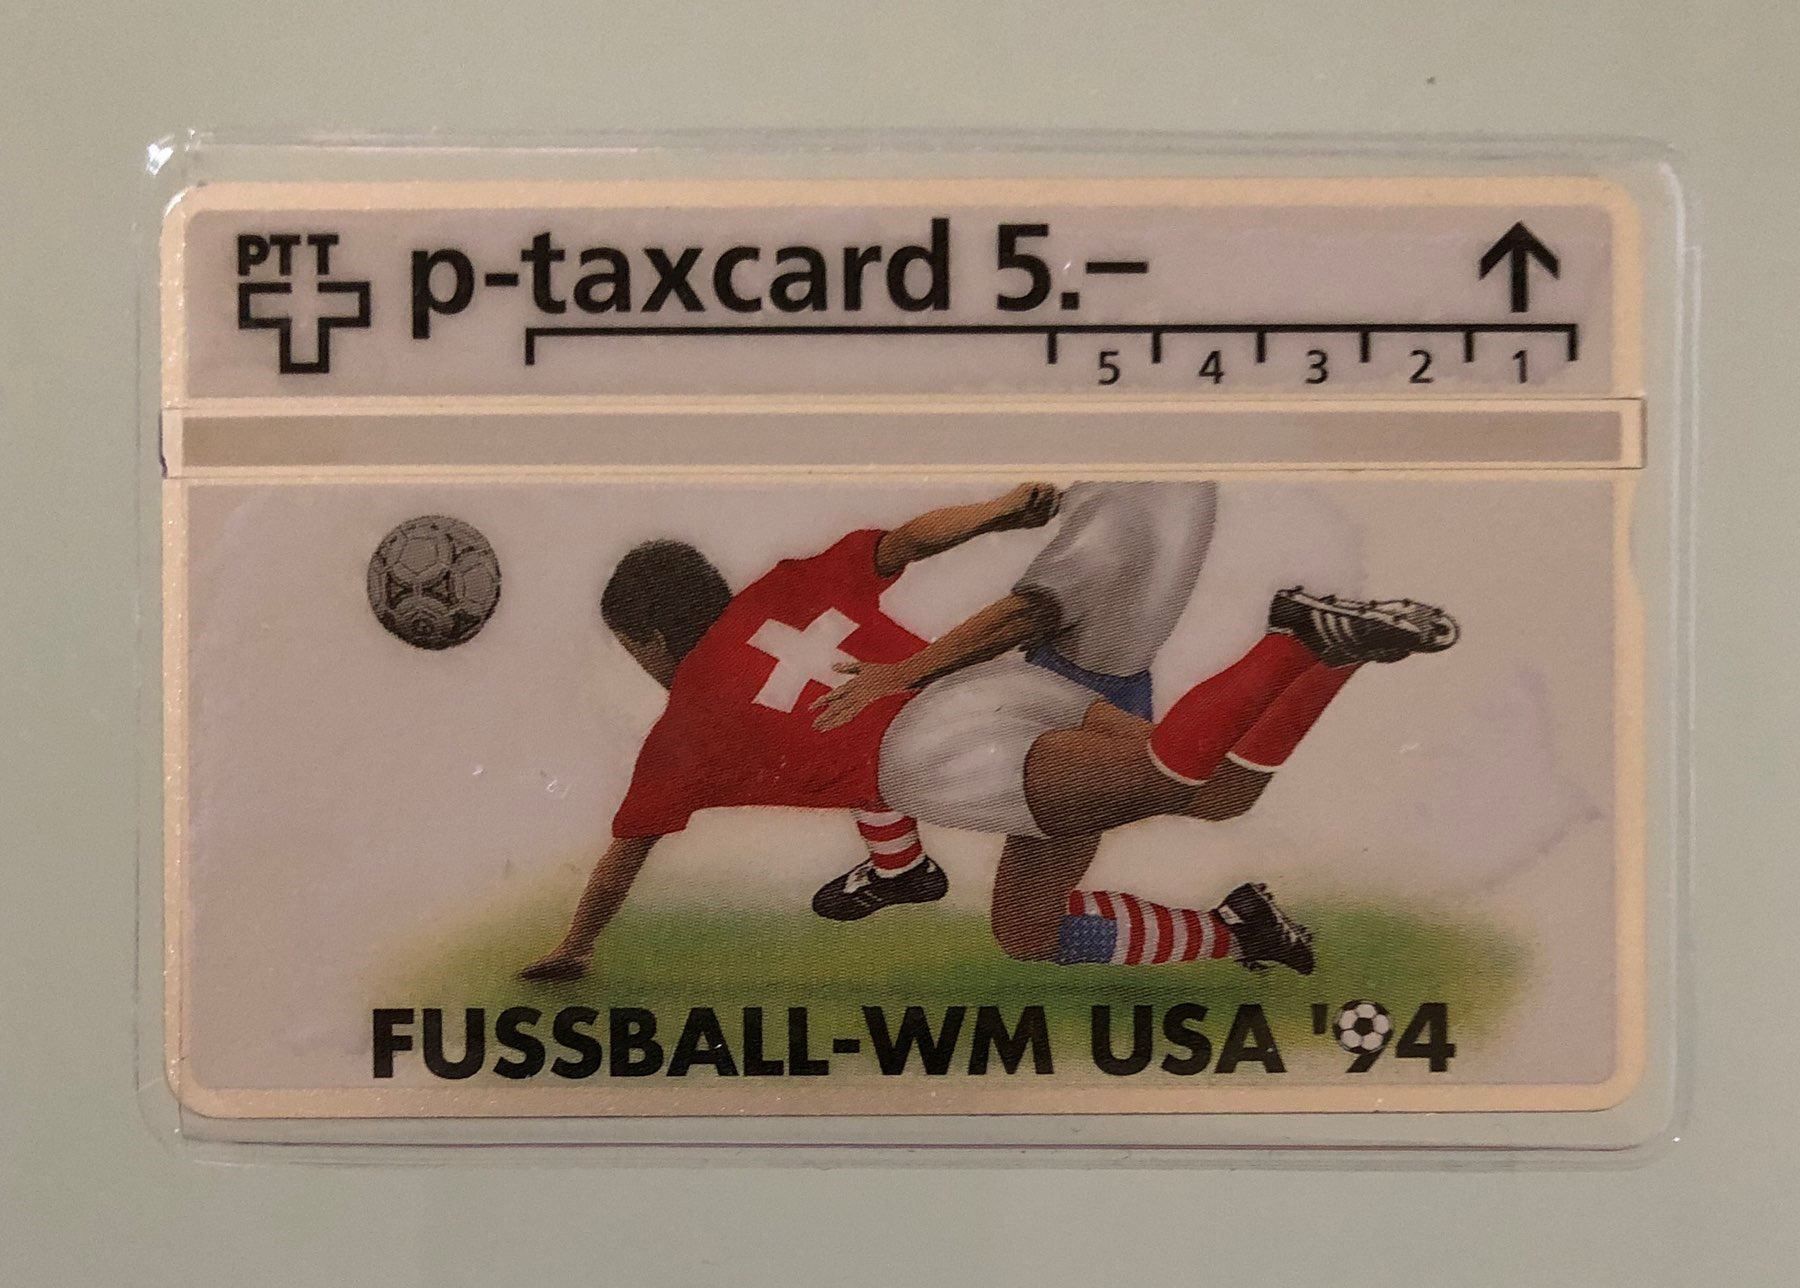 PTT
p-taxcard 5.–
5 4 3 2 1
FUSSBALL-WM USA '94